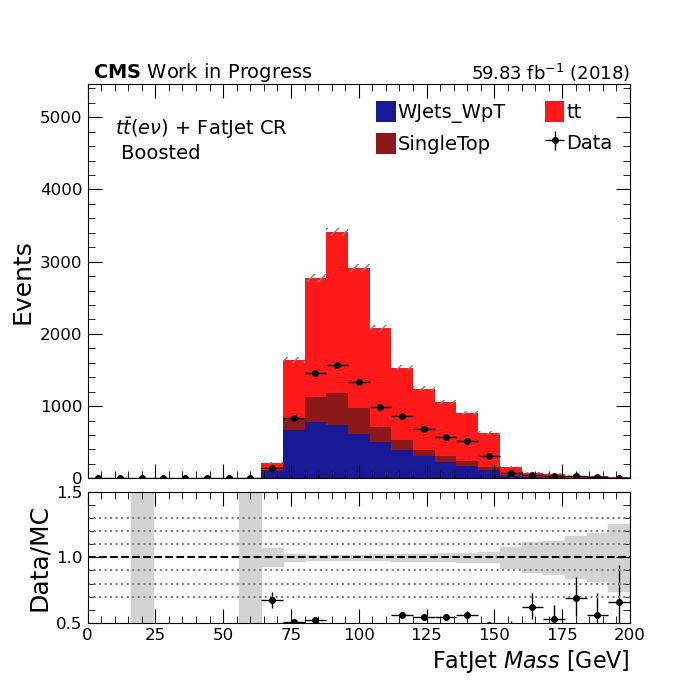 CMS Work in Progress 59.83 fb⁻¹ (2018)
tt̄(eν) + FatJet CR
Boosted
WJets_WpT tt
SingleTop Data
Events
5000
4000
3000
2000
1000
0
Data/MC
1.5
1.0
0.5
0 25 50 75 100 125 150 175 200
FatJet Mass [GeV]